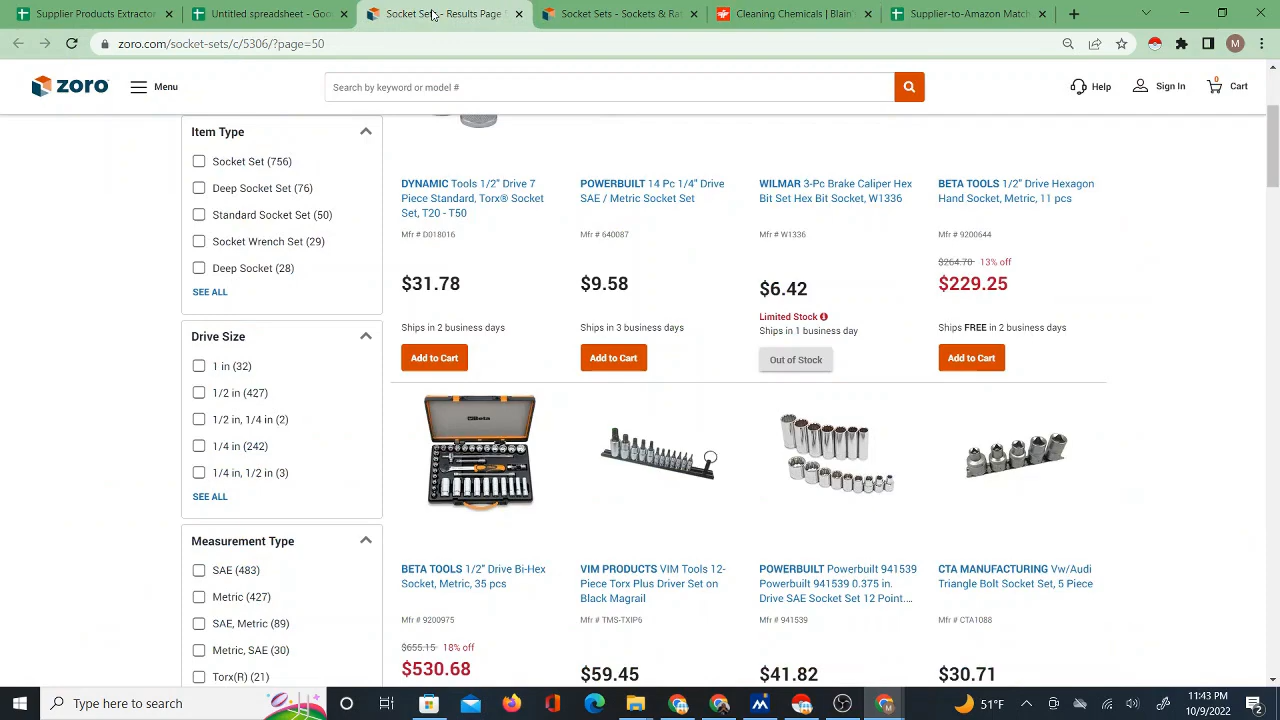 Supplier Spreadsheet - Goo
Socket Set
Results Page
Socket Sets - Sockets & Rat
Cleaning Chemicals | Blain'
Supplier-to-Amazon Match
zoro.com/socket-sets/c/5306/?page=50
M
zoro
Menu
Search by keyword or model #
Help
Sign In
0
Cart
Item Type
Socket Set (756)
Deep Socket Set (76)
Standard Socket Set (50)
Socket Wrench Set (29)
Deep Socket (28)
SEE ALL
Drive Size
1 in (32)
1/2 in (427)
1/2 in, 1/4 in (2)
1/4 in (242)
1/4 in, 1/2 in (3)
SEE ALL
Measurement Type
SAE (483)
Metric (427)
SAE, Metric (89)
Metric, SAE (30)
Torx(R) (21)
DYNAMIC Tools 1/2" Drive 7
Piece Standard, Torx® Socket
Set, T20 - T50
Mfr # D018016
$31.78
Ships in 2 business days
Add to Cart
POWERBUILT 14 Pc 1/4" Drive
SAE / Metric Socket Set
Mfr # 640087
$9.58
Ships in 3 business days
Add to Cart
WILMAR 3-Pc Brake Caliper Hex
Bit Set Hex Bit Socket, W1336
Mfr # W1336
$6.42
Limited Stock
Ships in 1 business day
Out of Stock
BETA TOOLS 1/2" Drive Hexagon
Hand Socket, Metric, 11 pcs
Mfr # 9200644
$264.70 13% off
$229.25
Ships FREE in 2 business days
Add to Cart
Beta
BETA TOOLS 1/2" Drive Bi-Hex
Socket, Metric, 35 pcs
Mfr # 9200975
$655.15 18% off
$530.68
VIM PRODUCTS VIM Tools 12-
Piece Torx Plus Driver Set on
Black Magrail
Mfr # TMS-TXIP6
$59.45
POWERBUILT Powerbuilt 941539
Powerbuilt 941539 0.375 in.
Drive SAE Socket Set 12 Point....
Mfr # 941539
$41.82
CTA MANUFACTURING Vw/Audi
Triangle Bolt Socket Set, 5 Piece
Mfr # CTA1088
$30.71
Type here to search
51°F
11:43 PM
10/9/2022
2